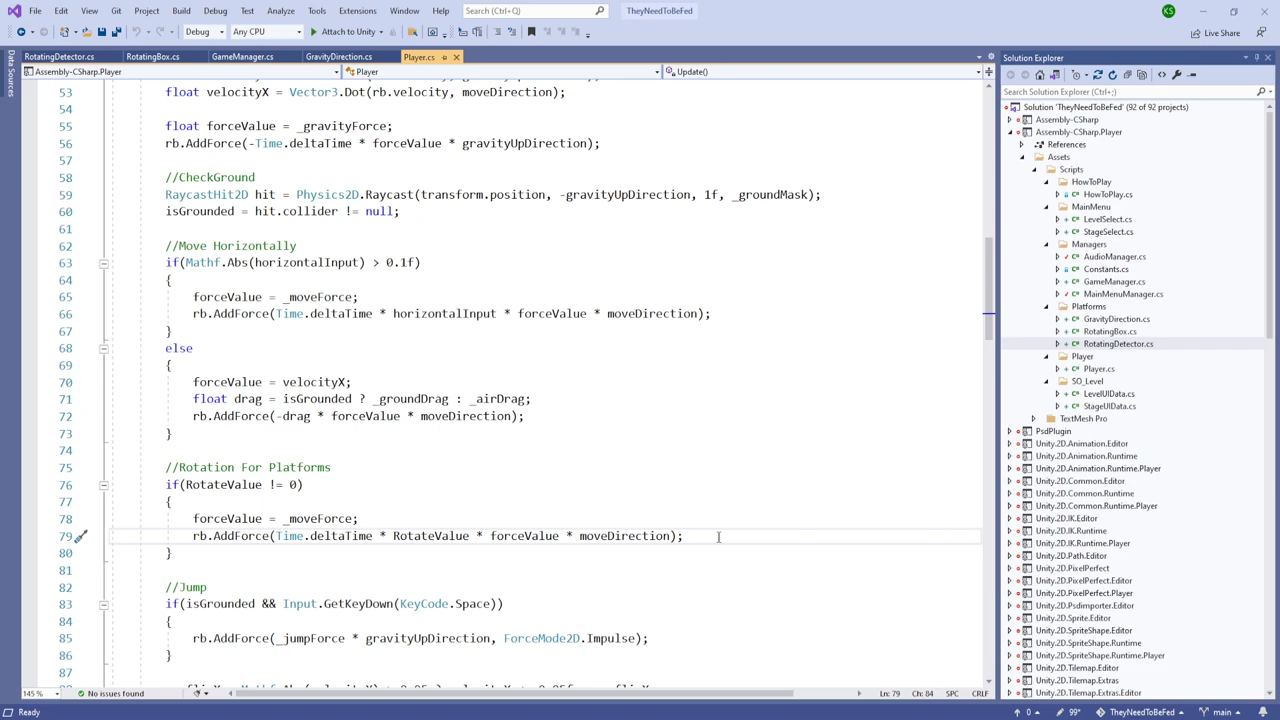 File Edit View Git Project Build Debug Test Analyze Tools Extensions Window Help Search (Ctrl+;) TheyNeedToBeFed KS
Debug Any CPU Attach to Unity Live Share
Data Sources
RotatingDetector.cs RotatingBox.cs GameManager.cs GravityDirection.cs Player.cs
Assembly-CSharp.Player Player Update()
53 float velocityX = Vector3.Dot(rb.velocity, moveDirection);
54
55 float forceValue = _gravityForce;
56 rb.AddForce(-Time.deltaTime * forceValue * gravityUpDirection);
57
58 //CheckGround
59 RaycastHit2D hit = Physics2D.Raycast(transform.position, -gravityUpDirection, 1f, _groundMask);
60 isGrounded = hit.collider != null;
61
62 //Move Horizontally
63 if(Mathf.Abs(horizontalInput) > 0.1f)
64 {
65 forceValue = _moveForce;
66 rb.AddForce(Time.deltaTime * horizontalInput * forceValue * moveDirection);
67 }
68 else
69 {
70 forceValue = velocityX;
71 float drag = isGrounded ? _groundDrag : _airDrag;
72 rb.AddForce(-drag * forceValue * moveDirection);
73 }
74
75 //Rotation For Platforms
76 if(RotateValue != 0)
77 {
78 forceValue = _moveForce;
79 rb.AddForce(Time.deltaTime * RotateValue * forceValue * moveDirection);
80 }
81
82 //Jump
83 if(isGrounded && Input.GetKeyDown(KeyCode.Space))
84 {
85 rb.AddForce(_jumpForce * gravityUpDirection, ForceMode2D.Impulse);
86 }
87
145 % No issues found Ln: 79 Ch: 84 SPC CRLF
Solution Explorer
Search Solution Explorer (Ctrl+;)
Solution 'TheyNeedToBeFed' (92 of 92 projects)
Assembly-CSharp
Assembly-CSharp.Player
References
Assets
Scripts
HowToPlay
HowToPlay.cs
MainMenu
LevelSelect.cs
StageSelect.cs
Managers
AudioManager.cs
Constants.cs
GameManager.cs
MainMenuManager.cs
Platforms
GravityDirection.cs
RotatingBox.cs
RotatingDetector.cs
Player
Player.cs
SO_Level
LevelUIData.cs
StageUIData.cs
TextMesh Pro
PsdPlugin
Unity.2D.Animation.Editor
Unity.2D.Animation.Runtime
Unity.2D.Animation.Runtime.Player
Unity.2D.Common.Editor
Unity.2D.Common.Runtime
Unity.2D.Common.Runtime.Player
Unity.2D.IK.Editor
Unity.2D.IK.Runtime
Unity.2D.IK.Runtime.Player
Unity.2D.Path.Editor
Unity.2D.PixelPerfect
Unity.2D.PixelPerfect.Editor
Unity.2D.PixelPerfect.Player
Unity.2D.Psdimporter.Editor
Unity.2D.Sprite.Editor
Unity.2D.SpriteShape.Editor
Unity.2D.SpriteShape.Runtime
Unity.2D.SpriteShape.Runtime.Player
Unity.2D.Tilemap.Editor
Unity.2D.Tilemap.Extras
Unity.2D.Tilemap.Extras.Editor
Ready 0 99+ TheyNeedToBeFed main